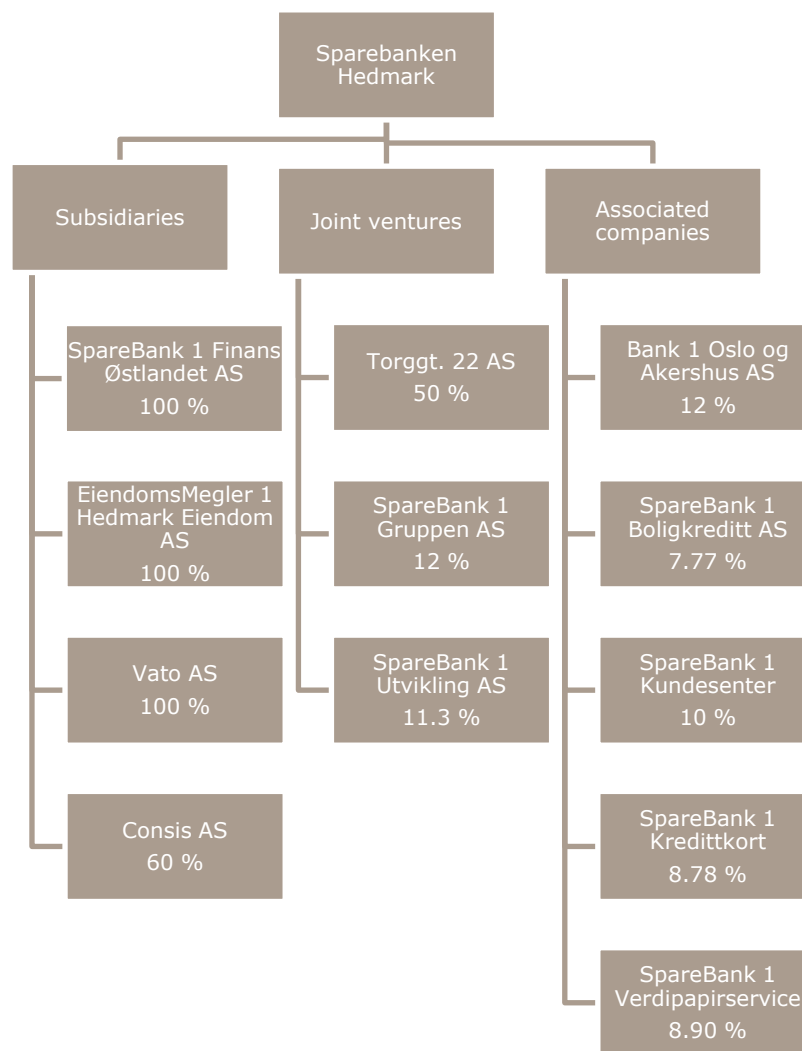 Sparebanken
Hedmark
Subsidiaries
Joint ventures
Associated
companies
SpareBank 1 Finans
Østlandet AS
100 %
EiendomsMegler 1
Hedmark Eiendom
AS
100 %
Vato AS
100 %
Consis AS
60 %
Torggt. 22 AS
50 %
SpareBank 1
Gruppen AS
12 %
SpareBank 1
Utvikling AS
11.3 %
Bank 1 Oslo og
Akershus AS
12 %
SpareBank 1
Boligkreditt AS
7.77 %
SpareBank 1
Kundesenter
10 %
SpareBank 1
Kredittkort
8.78 %
SpareBank 1
Verdipapirservice
8.90 %